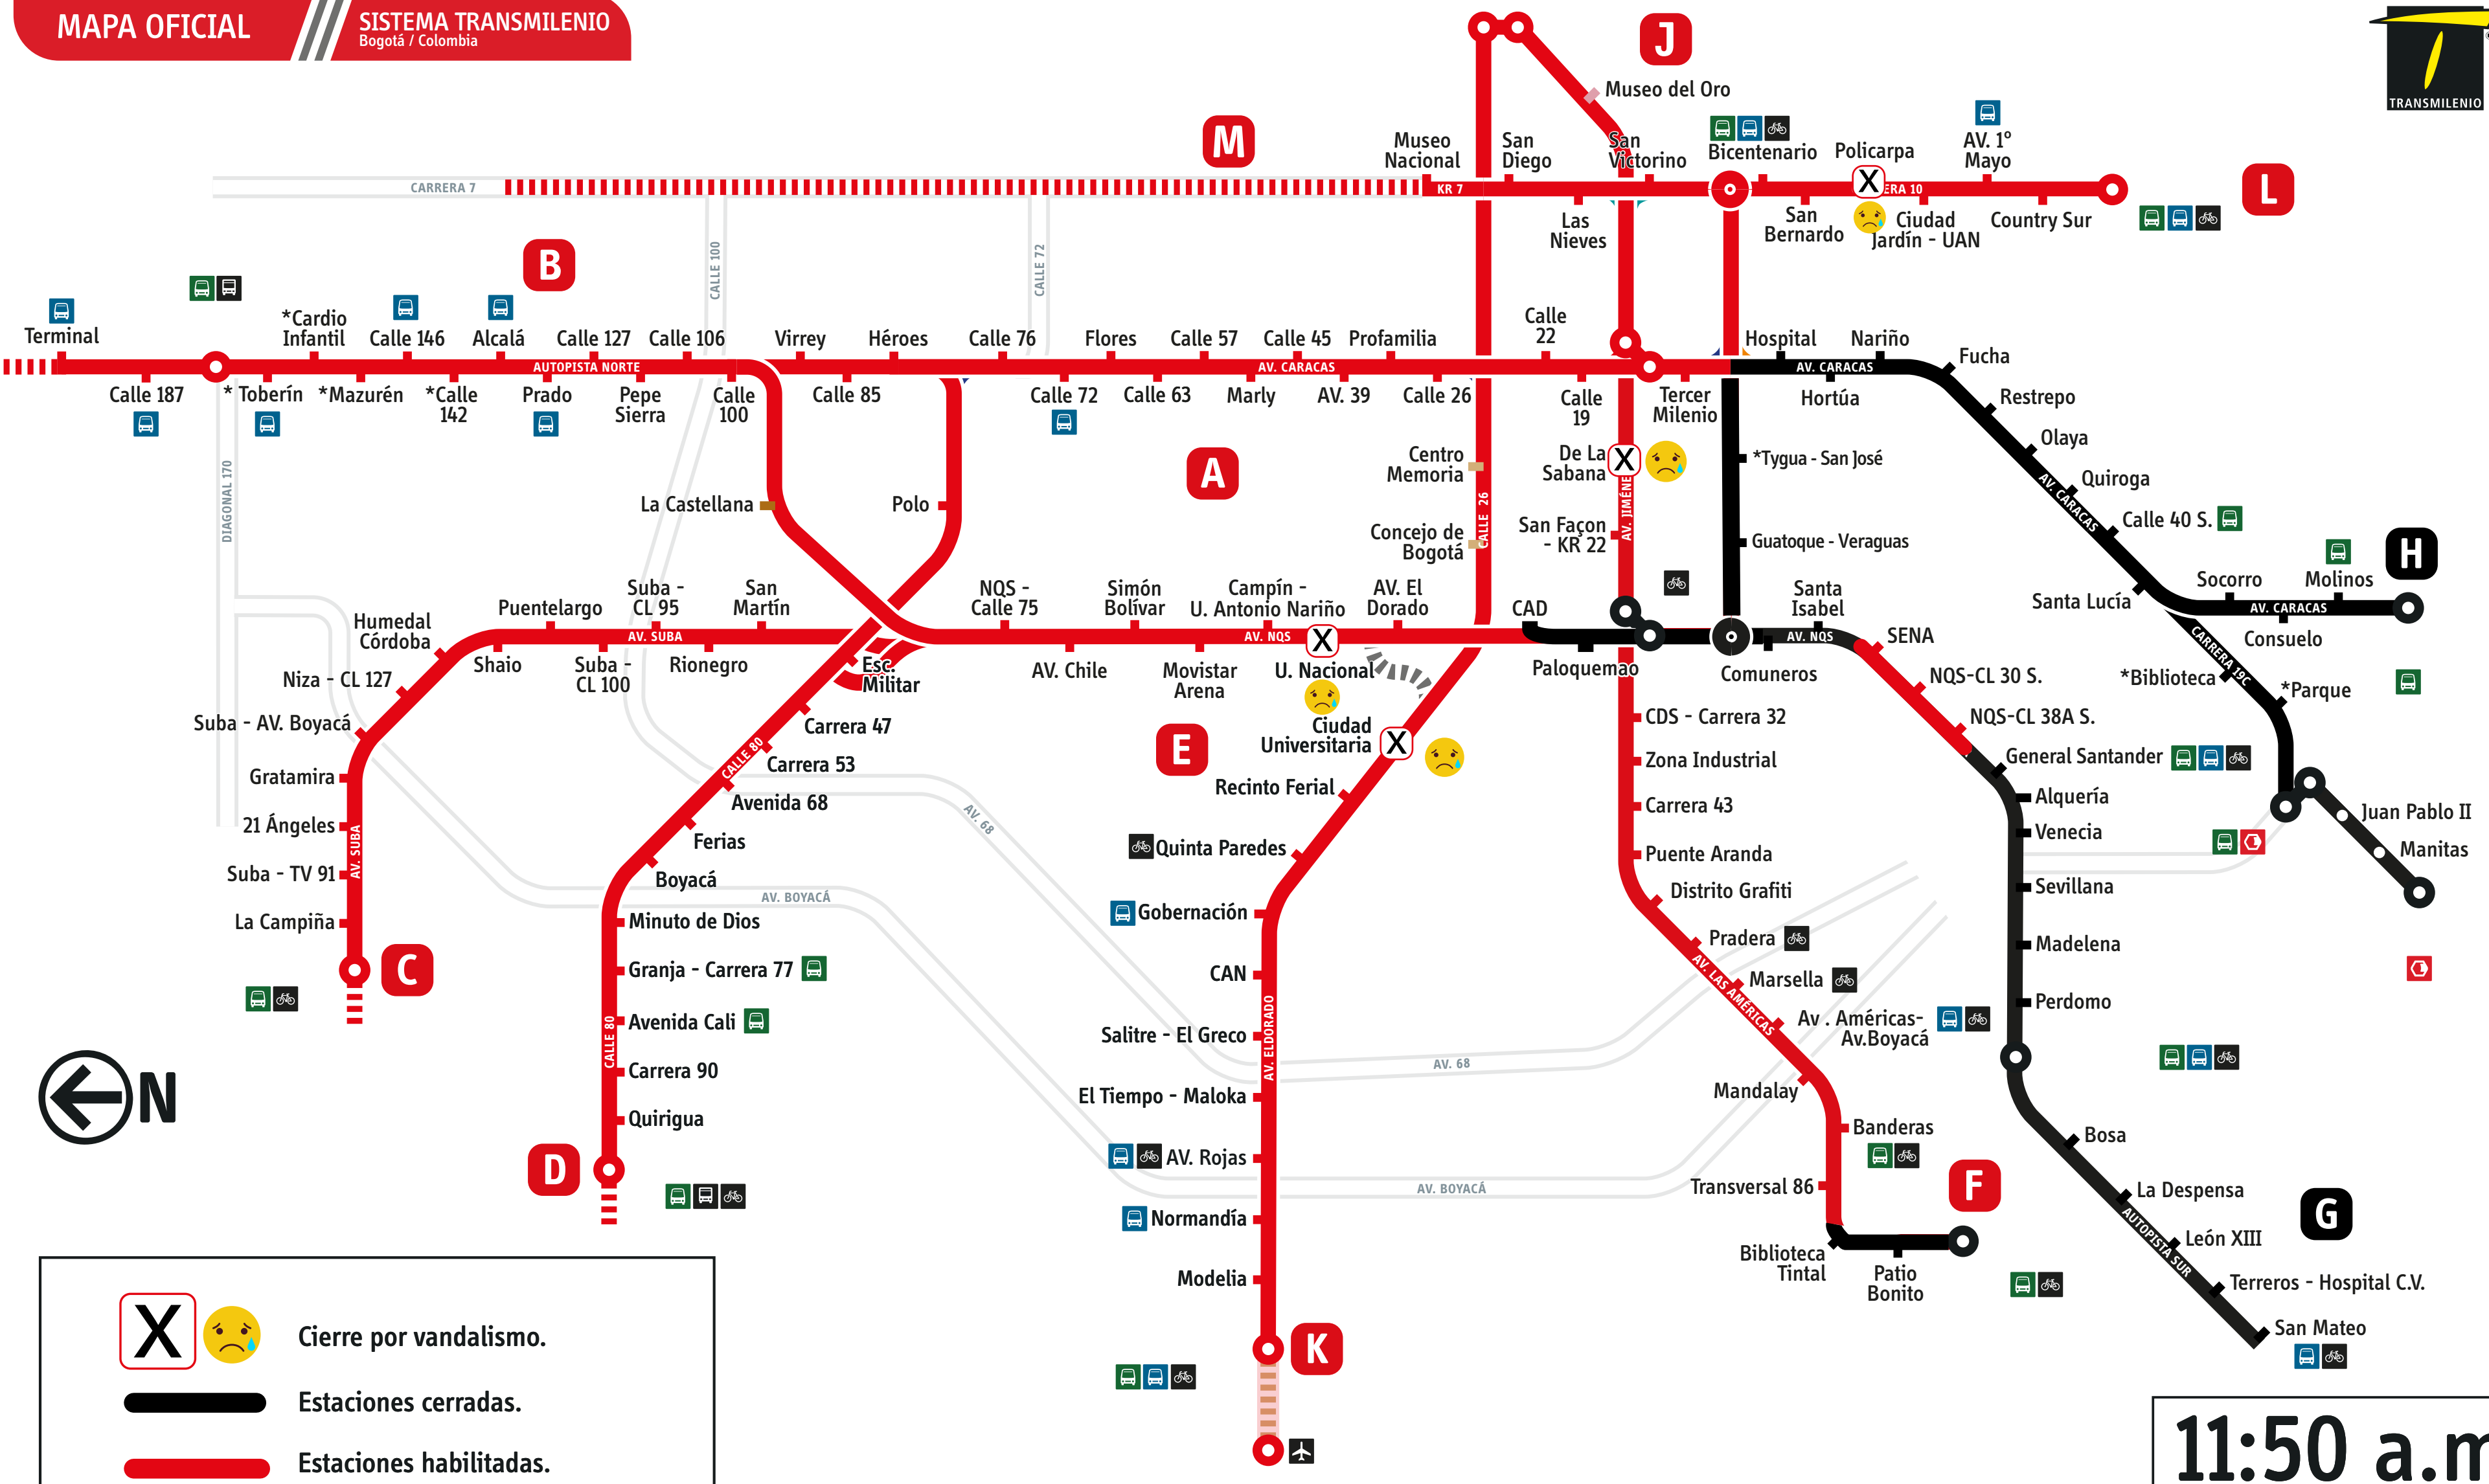 MAPA OFICIAL
SISTEMA TRANSMILENIO
Bogotá / Colombia
TRANSMILENIO
J
Museo del Oro
M
Museo
Nacional
San
Diego
San
Victorino
Bicentenario
Policarpa
AV. 1º
Mayo
CARRERA 7
KR 7
X
ERA 10
L
Las
Nieves
San
Bernardo
Ciudad
Jardín - UAN
Country Sur
CALLE 100
CALLE 72
B
Terminal
*Cardio
Infantil
Calle 146
Alcalá
Calle 127
Calle 106
Virrey
Héroes
Calle 76
Flores
Calle 57
Calle 45
Profamilia
Calle
22
Hospital
Nariño
Fucha
AUTOPISTA NORTE
AV. CARACAS
AV. CARACAS
Calle 187
* Toberín
*Mazurén
*Calle
142
Prado
Pepe
Sierra
Calle
100
Calle 85
Calle 72
Calle 63
Marly
AV. 39
Calle 26
Calle
19
Tercer
Milenio
Hortúa
Restrepo
Olaya
Quiroga
AV. CARACAS
Calle 40 S.
DIAGONAL 170
La Castellana
Polo
A
Centro
Memoria
Concejo de
Bogotá
CALLE 26
De La
Sabana
X
San Façon
- KR 22
AV. JIMÉNE
*Tygua - San José
Guatoque - Veraguas
H
Santa Lucía
Socorro
Molinos
AV. CARACAS
Consuelo
CARRERA 19C
*Biblioteca
*Parque
Humedal
Córdoba
Puentelargo
Suba -
CL 95
San
Martín
NQS -
Calle 75
Simón
Bolívar
Campín -
U. Antonio Nariño
AV. El
Dorado
CAD
Santa
Isabel
SENA
AV. SUBA
AV. NQS
X
AV. NQS
Niza - CL 127
Shaio
Suba -
CL 100
Rionegro
Esc.
Militar
AV. Chile
Movistar
Arena
U. Nacional
Paloquemao
Comuneros
NQS-CL 30 S.
NQS-CL 38A S.
General Santander
Suba - AV. Boyacá
Gratamira
21 Ángeles
Suba - TV 91
La Campiña
AV. SUBA
C
Carrera 47
Carrera 53
CALLE 80
Avenida 68
Ferias
Boyacá
Minuto de Dios
Granja - Carrera 77
Avenida Cali
CALLE 80
Carrera 90
Quirigua
D
AV. 68
AV. BOYACÁ
E
Ciudad
Universitaria
X
Recinto Ferial
Quinta Paredes
Gobernación
CAN
Salitre - El Greco
AV. ELDORADO
El Tiempo - Maloka
AV. Rojas
Normandía
Modelia
K
AV. 68
AV. BOYACÁ
CDS - Carrera 32
Zona Industrial
Carrera 43
Puente Aranda
Distrito Grafiti
Pradera
Marsella
AV. LAS AMÉRICAS
Av . Américas-
Av.Boyacá
Mandalay
Banderas
Transversal 86
F
Biblioteca
Tintal
Patio
Bonito
Alquería
Venecia
Sevillana
Madelena
Perdomo
Juan Pablo II
Manitas
Bosa
La Despensa
G
AUTOPISTA SUR
León XIII
Terreros - Hospital C.V.
San Mateo
N
X
Cierre por vandalismo.
Estaciones cerradas.
Estaciones habilitadas.
11:50 a.m